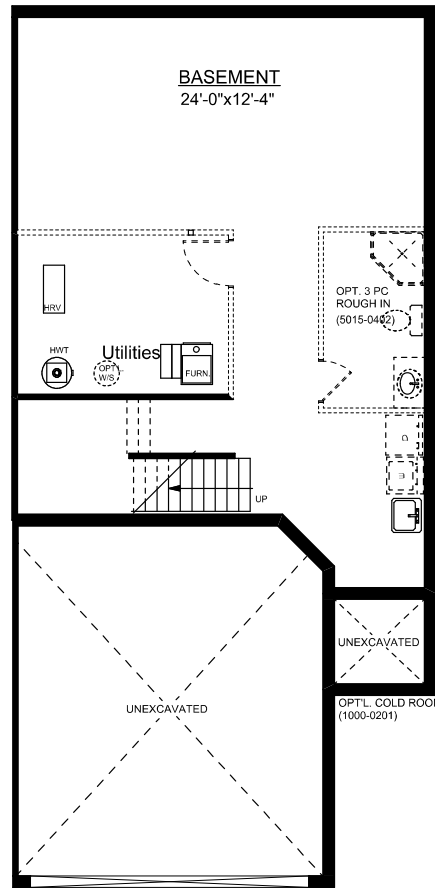 BASEMENT
24'-0"x12'-4"
OPT. 3 PC
ROUGH IN
(5015-0402)
HRV
HWT
Utilities
OPT'L
W/S
FURN.
D
W
UP
UNEXCAVATED
UNEXCAVATED
OPT'L. COLD ROOM
(1000-0201)